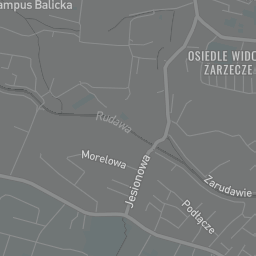 ampus Balicka
OSIEDLE WIDO
ZARZECZE
Rudawa
Morelowa
Jesionowa
Zarudawie
Podłącze